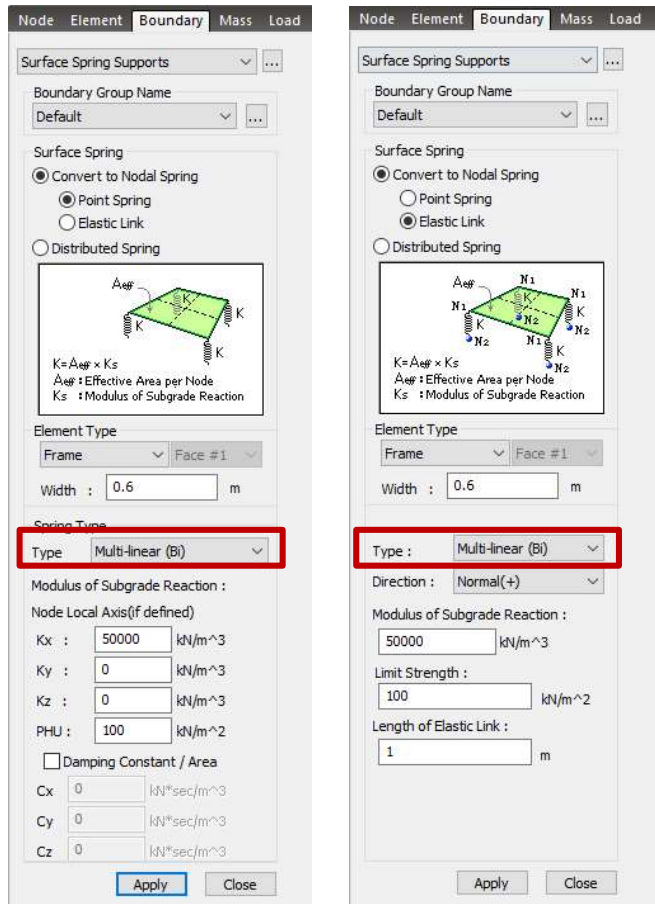 Node Element Boundary Mass Load
Surface Spring Supports ...
Boundary Group Name
Default ...
Surface Spring
Convert to Nodal Spring
Point Spring
Elastic Link
Distributed Spring
Aeff
K
K
K
K
K=Aeff × Ks
Aeff : Effective Area per Node
Ks : Modulus of Subgrade Reaction
Element Type
Frame Face #1
Width : 0.6 m
Spring Type
Type Multi-linear (Bi)
Modulus of Subgrade Reaction :
Node Local Axis(if defined)
Kx : 50000 kN/m^3
Ky : 0 kN/m^3
Kz : 0 kN/m^3
PHU : 100 kN/m^2
Damping Constant / Area
Cx 0 kN*sec/m^3
Cy 0 kN*sec/m^3
Cz 0 kN*sec/m^3
Apply Close
Node Element Boundary Mass Load
Surface Spring Supports ...
Boundary Group Name
Default ...
Surface Spring
Convert to Nodal Spring
Point Spring
Elastic Link
Distributed Spring
Aeff N1
N1 K N1
K N2 K N2
N2 N1 K
N2
K=Aeff × Ks
Aeff : Effective Area per Node
Ks : Modulus of Subgrade Reaction
Element Type
Frame Face #1
Width : 0.6 m
Type : Multi-linear (Bi)
Direction : Normal(+)
Modulus of Subgrade Reaction :
50000 kN/m^3
Limit Strength :
100 kN/m^2
Length of Elastic Link :
1 m
Apply Close